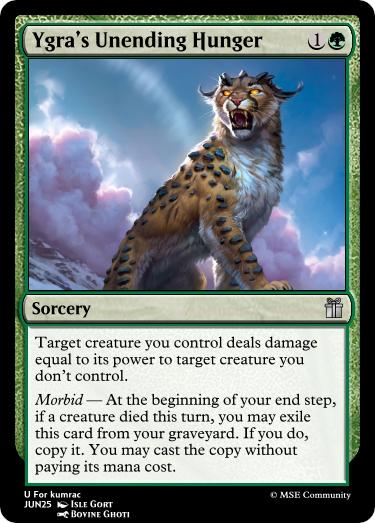 Ygra's Unending Hunger 1
Sorcery
Target creature you control deals damage
equal to its power to target creature you
don't control.
Morbid — At the beginning of your end step,
if a creature died this turn, you may exile
this card from your graveyard. If you do,
copy it. You may cast the copy without
paying its mana cost.
U For kumrac
JUN25 Isle Gort
Bovine Ghoti
© MSE Community